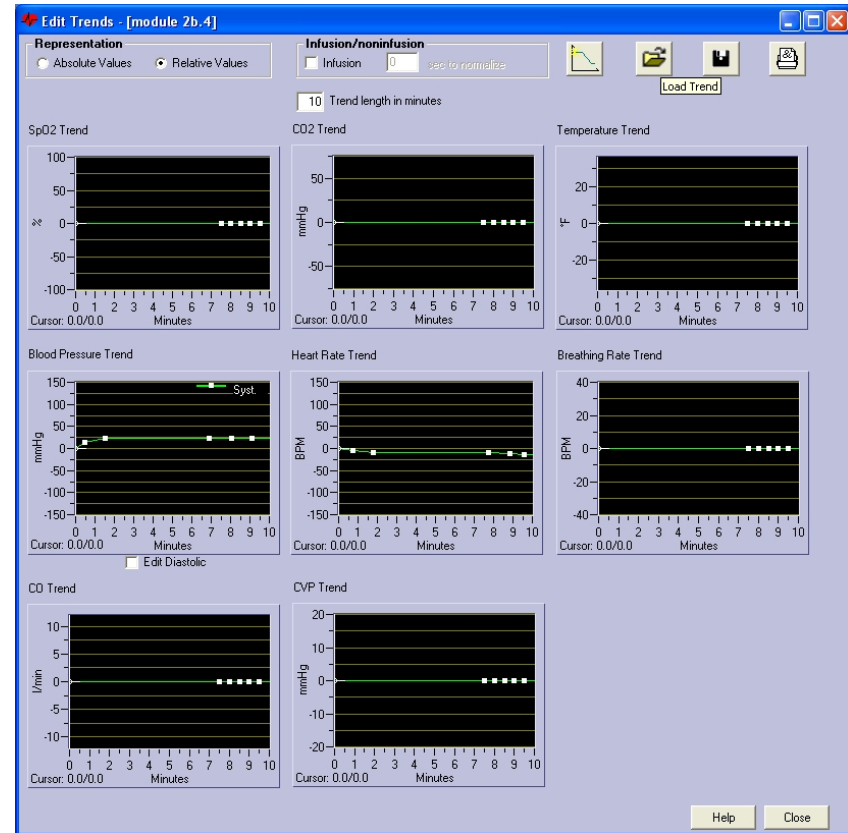 Edit Trends - [module 2b.4]
Representation
Absolute Values Relative Values
Infusion/noninfusion
Infusion 0 sec to normalize
Load Trend
10 Trend length in minutes
SpO2 Trend
100
50
0
-50
-100
%
0 1 2 3 4 5 6 7 8 9 10
Cursor: 0.0/0.0 Minutes
CO2 Trend
50
0
-50
mmHg
0 1 2 3 4 5 6 7 8 9 10
Cursor: 0.0/0.0 Minutes
Temperature Trend
20
0
-20
°F
0 1 2 3 4 5 6 7 8 9 10
Cursor: 0.0/0.0 Minutes
Blood Pressure Trend
Syst.
150
100
50
0
-50
-100
-150
mmHg
0 1 2 3 4 5 6 7 8 9 10
Cursor: 0.0/0.0 Minutes
Edit Diastolic
Heart Rate Trend
150
100
50
0
-50
-100
-150
BPM
0 1 2 3 4 5 6 7 8 9 10
Cursor: 0.0/0.0 Minutes
Breathing Rate Trend
40
20
0
-20
-40
BPM
0 1 2 3 4 5 6 7 8 9 10
Cursor: 0.0/0.0 Minutes
CO Trend
10
5
0
-5
-10
l/min
0 1 2 3 4 5 6 7 8 9 10
Cursor: 0.0/0.0 Minutes
CVP Trend
20
10
0
-10
-20
mmHg
0 1 2 3 4 5 6 7 8 9 10
Cursor: 0.0/0.0 Minutes
Help Close